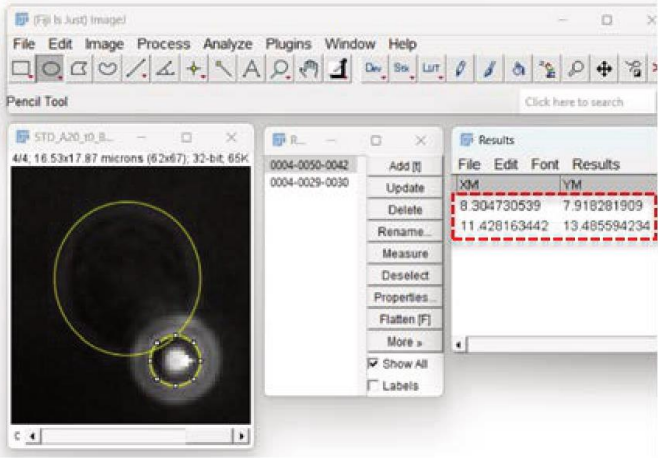 (Fiji Is Just) ImageJ
File Edit Image Process Analyze Plugins Window Help
Dev Stk LUT
Pencil Tool
Click here to search
STD_A20_t0_B...
4/4; 16.53x17.87 microns (62x67); 32-bit; 65K
c
R...
0004-0050-0042
0004-0029-0030
Add [t]
Update
Delete
Rename...
Measure
Deselect
Properties...
Flatten [F]
More »
Show All
Labels
Results
File Edit Font Results
XM YM
8.304730539 7.918281909
11.428163442 13.485594234